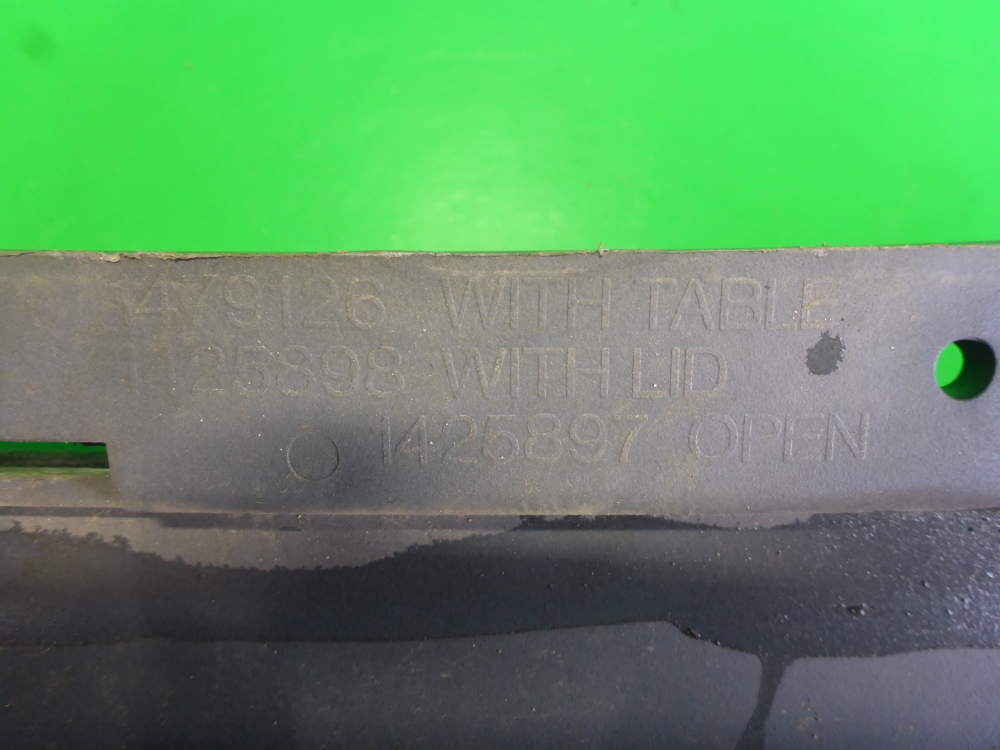 1479126 WITH TABLE
1425898 WITH LID
1425897 OPEN